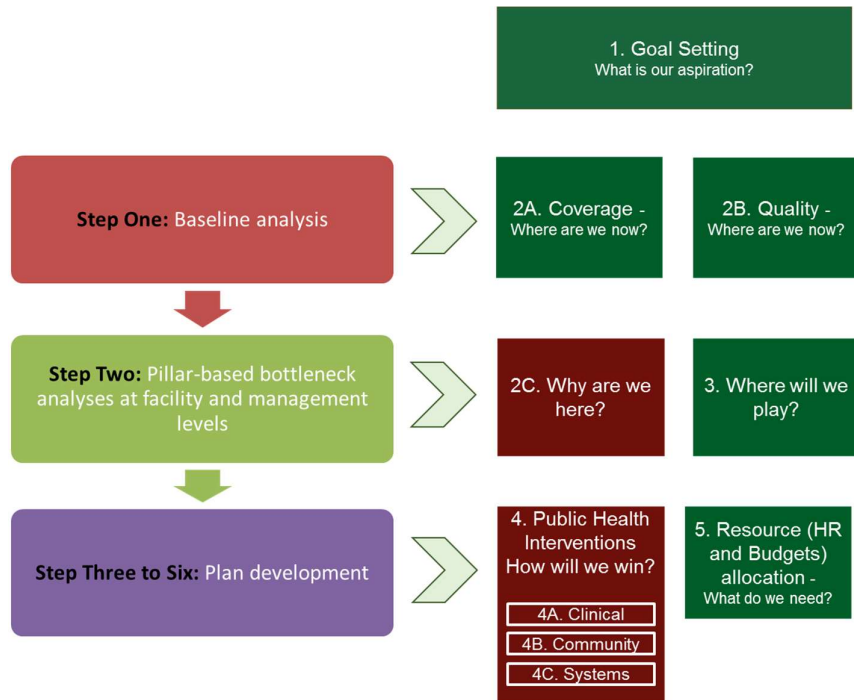 1. Goal Setting
What is our aspiration?
Step One: Baseline analysis
2A. Coverage -
Where are we now?
2B. Quality -
Where are we now?
Step Two: Pillar-based bottleneck
analyses at facility and management
levels
2C. Why are we
here?
3. Where will we
play?
Step Three to Six: Plan development
4. Public Health
Interventions
How will we win?
4A. Clinical
4B. Community
4C. Systems
5. Resource (HR
and Budgets)
allocation -
What do we need?